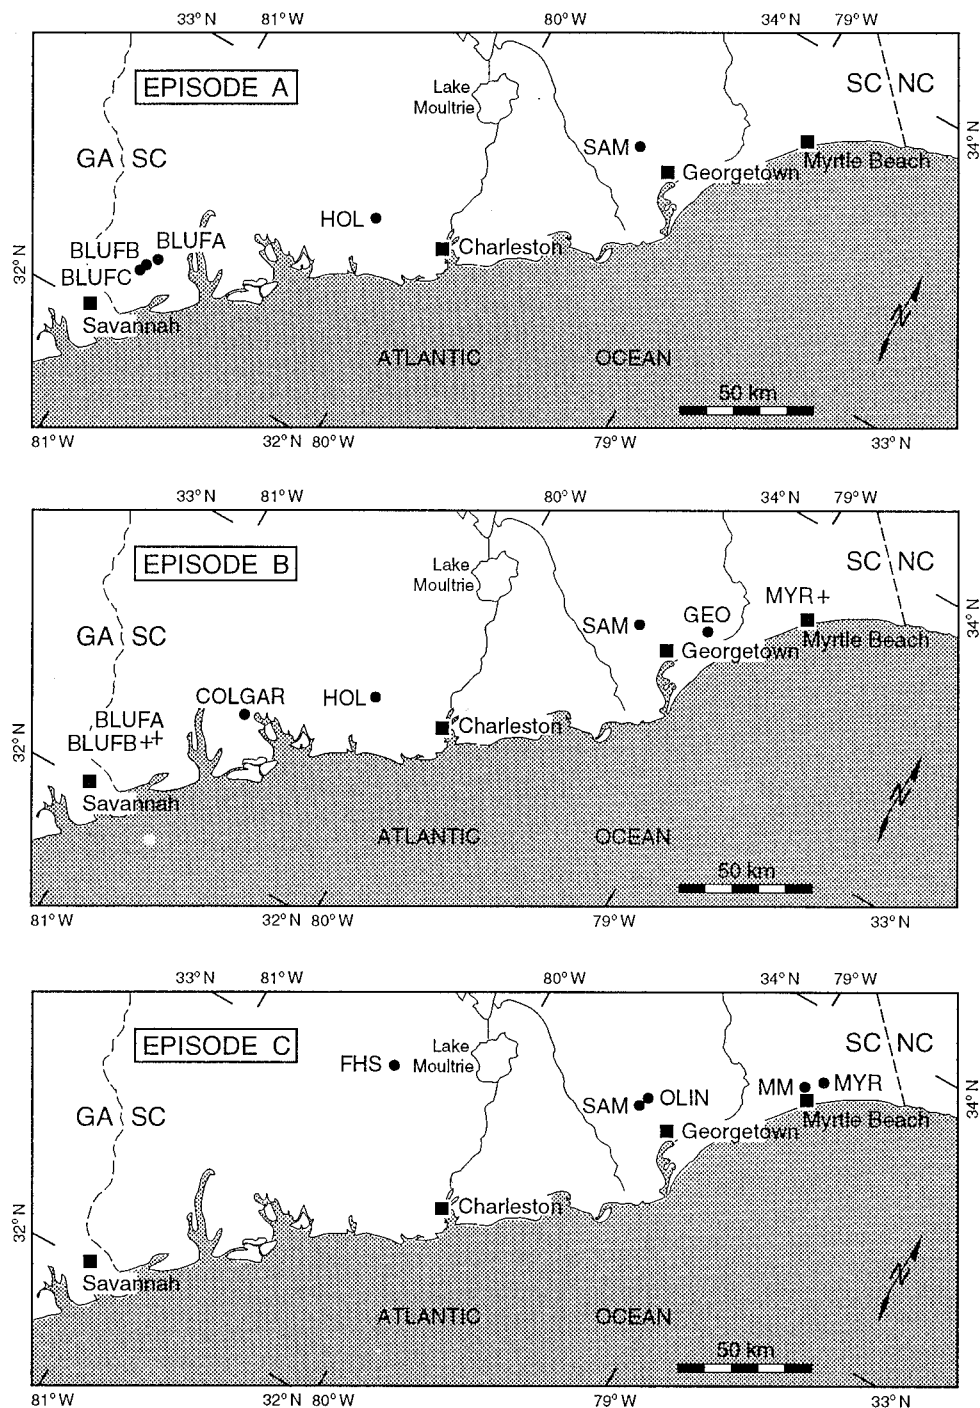 33° N 81° W 80° W 34° N 79° W
EPISODE A
Lake
Moultrie
SC NC
GA SC
SAM
Myrtle Beach
34° N
Georgetown
HOL
BLUFA
BLUFB
BLUFC
Charleston
32° N
Savannah
N
ATLANTIC OCEAN
50 km
81° W 32° N 80° W 79° W 33° N
33° N 81° W 80° W 34° N 79° W
EPISODE B
Lake
Moultrie
SC NC
GA SC
MYR +
SAM
GEO
Myrtle Beach
34° N
Georgetown
COLGAR
HOL
BLUFA +
BLUFB +
Charleston
32° N
Savannah
N
ATLANTIC OCEAN
50 km
81° W 32° N 80° W 79° W 33° N
33° N 81° W 80° W 34° N 79° W
EPISODE C
Lake
Moultrie
FHS
SC NC
GA SC
MM
MYR
SAM
OLIN
Myrtle Beach
34° N
Georgetown
Charleston
32° N
Savannah
N
ATLANTIC OCEAN
50 km
81° W 32° N 80° W 79° W 33° N